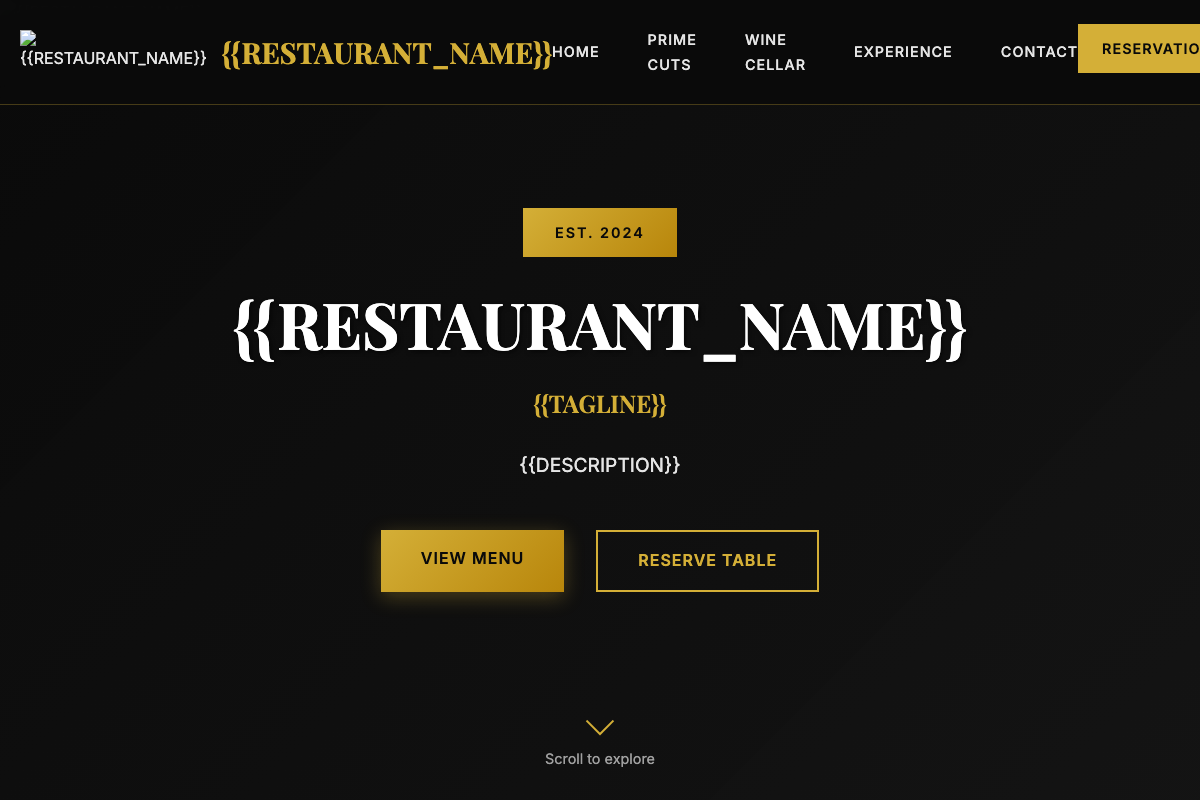 {{RESTAURANT_NAME}}
{{RESTAURANT_NAME}}
HOME
PRIME
CUTS
WINE
CELLAR
EXPERIENCE
CONTACT
RESERVATIO
EST. 2024
{{RESTAURANT_NAME}}
{{TAGLINE}}
{{DESCRIPTION}}
VIEW MENU
RESERVE TABLE
Scroll to explore